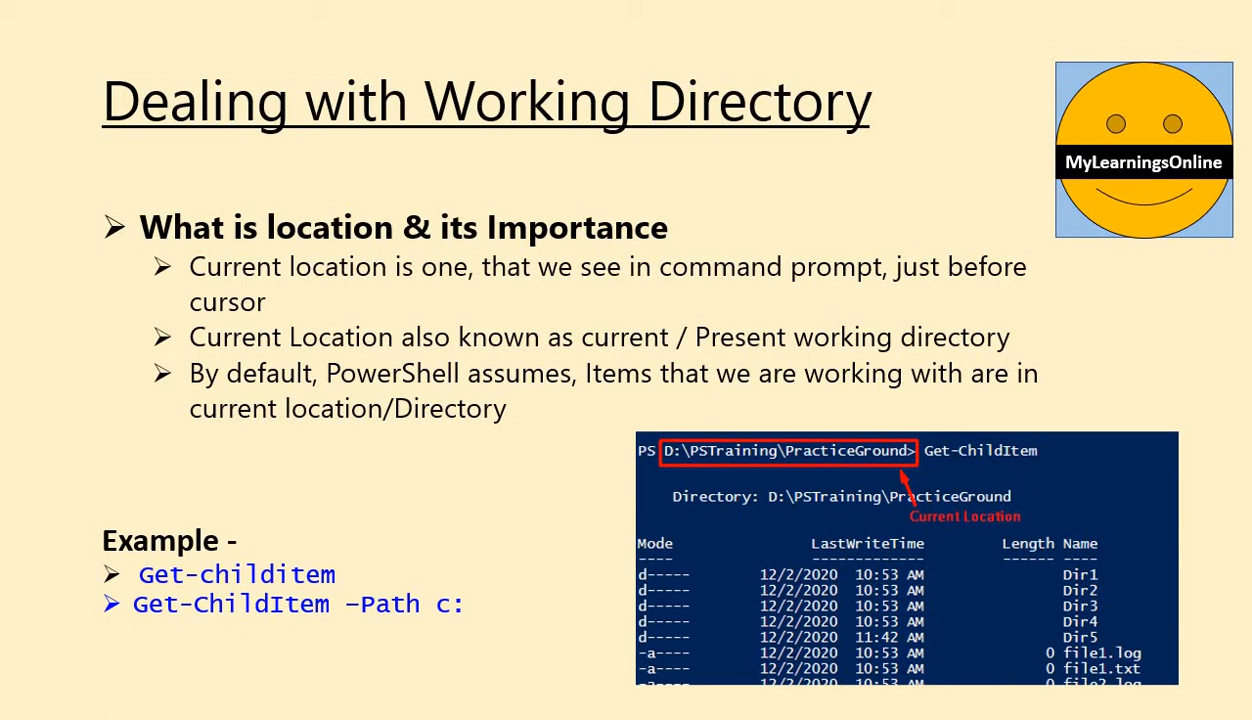 Dealing with Working Directory
MyLearningsOnline
➢ What is location & its Importance
➢ Current location is one, that we see in command prompt, just before
cursor
➢ Current Location also known as current / Present working directory
➢ By default, PowerShell assumes, Items that we are working with are in
current location/Directory
Example -
➢ Get-childitem
➢ Get-ChildItem –Path c:
PS D:\PSTraining\PracticeGround> Get-ChildItem
Directory: D:\PSTraining\PracticeGround
Current Location
Mode LastWriteTime Length Name
---- ------------- ------ ----
d----- 12/2/2020 10:53 AM Dir1
d----- 12/2/2020 10:53 AM Dir2
d----- 12/2/2020 10:53 AM Dir3
d----- 12/2/2020 10:53 AM Dir4
d----- 12/2/2020 11:42 AM Dir5
-a---- 12/2/2020 10:53 AM 0 file1.log
-a---- 12/2/2020 10:53 AM 0 file1.txt
-a---- 12/2/2020 10:53 AM 0 file2.log